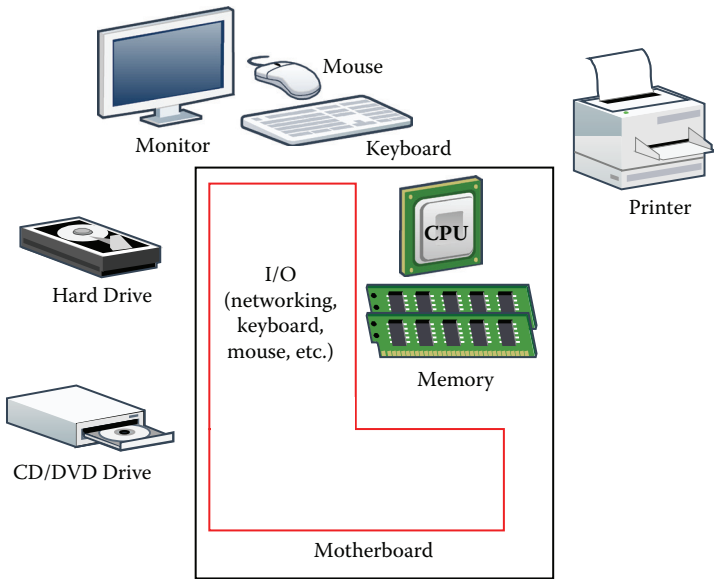 Mouse
Monitor
Keyboard
Printer
CPU
Hard Drive
I/O
(networking,
keyboard,
mouse, etc.)
Memory
CD/DVD Drive
Motherboard